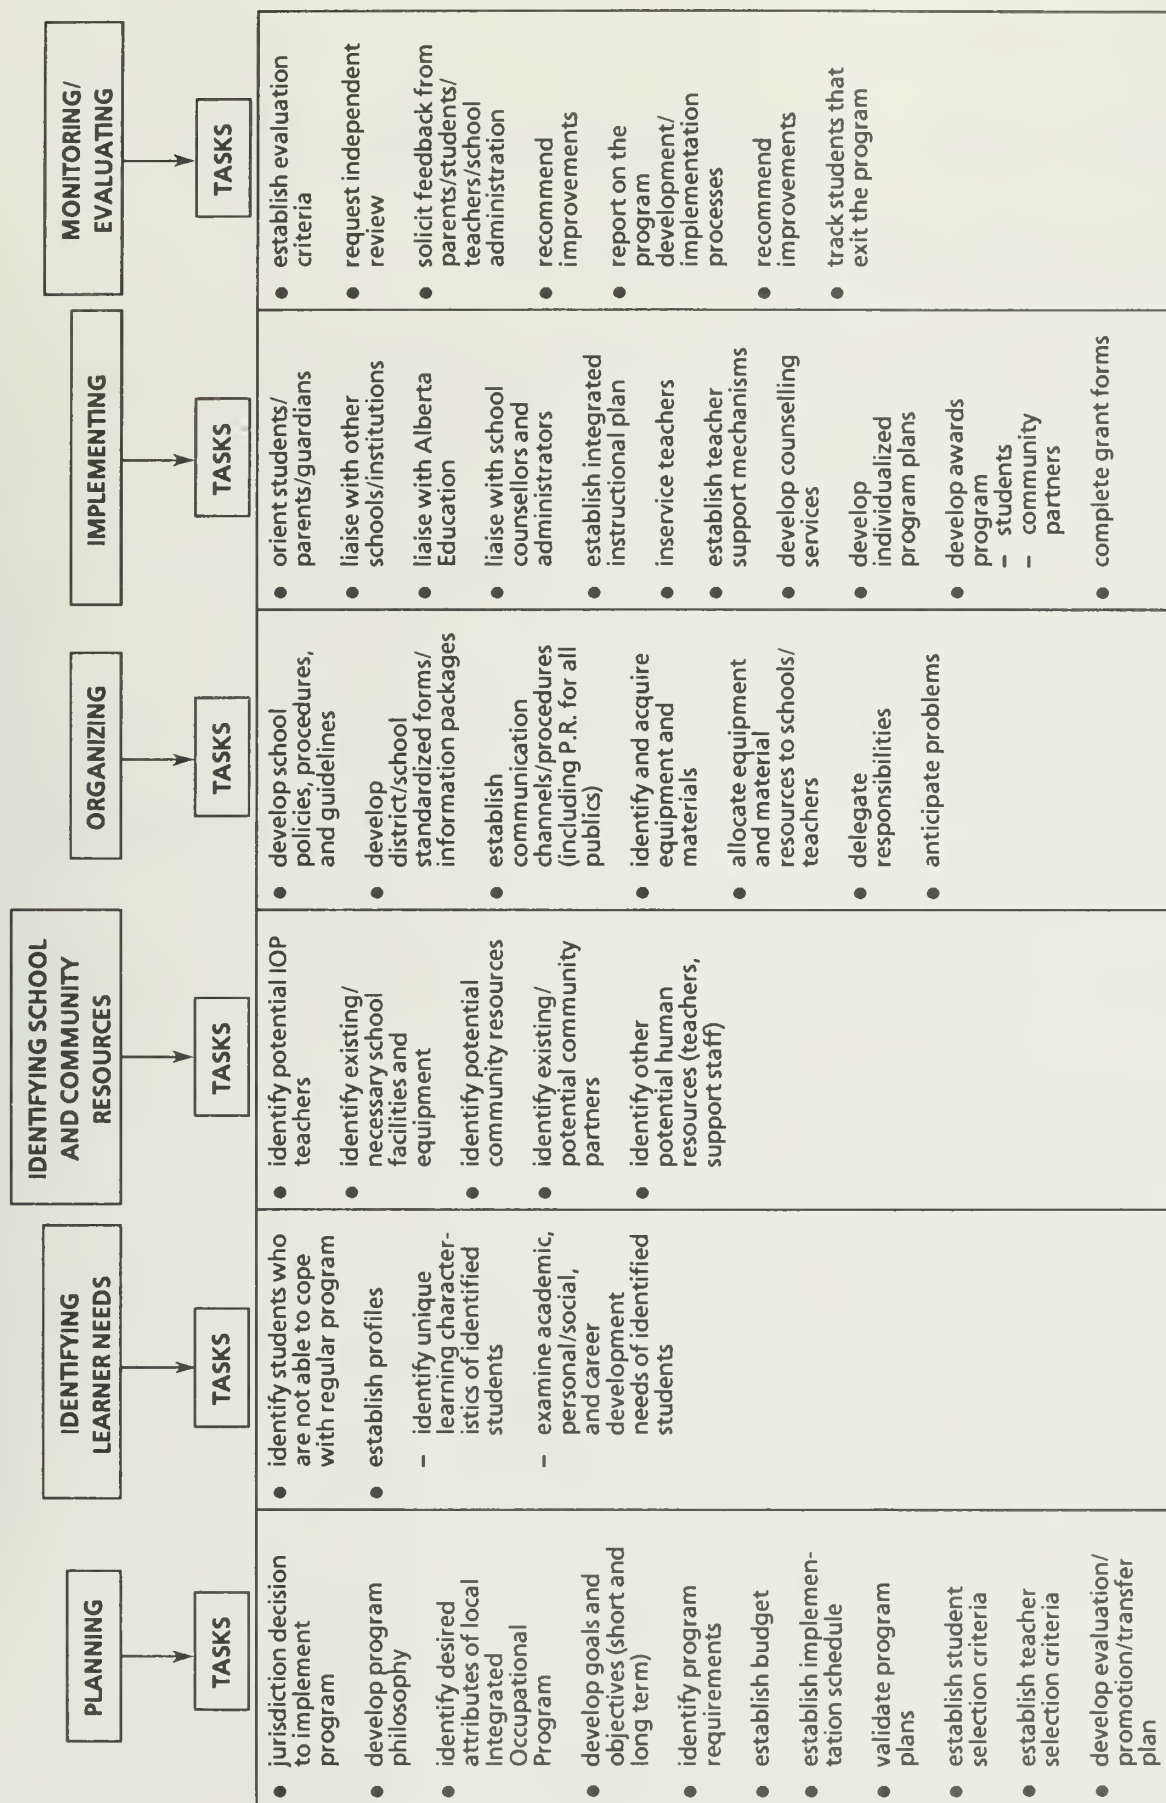 PLANNING
TASKS
● jurisdiction decision
to implement
program
● develop program
philosophy
● identify desired
attributes of local
Integrated
Occupational
Program
● develop goals and
objectives (short and
long term)
● identify program
requirements
● establish budget
● establish implemen-
tation schedule
● validate program
plans
● establish student
selection criteria
● establish teacher
selection criteria
● develop evaluation/
promotion/transfer
plan
IDENTIFYING
LEARNER NEEDS
TASKS
● identify students who
are not able to cope
with regular program
● establish profiles
– identify unique
learning character-
istics of identified
students
– examine academic,
personal/social,
and career
development
needs of identified
students
IDENTIFYING SCHOOL
AND COMMUNITY
RESOURCES
TASKS
● identify potential IOP
teachers
● identify existing/
necessary school
facilities and
equipment
● identify potential
community resources
● identify existing/
potential community
partners
● identify other
potential human
resources (teachers,
support staff)
ORGANIZING
TASKS
● develop school
policies, procedures,
and guidelines
● develop
district/school
standardized forms/
information packages
● establish
communication
channels/procedures
(including P.R. for all
publics)
● identify and acquire
equipment and
materials
● allocate equipment
and material
resources to schools/
teachers
● delegate
responsibilities
● anticipate problems
IMPLEMENTING
TASKS
● orient students/
parents/guardians
● liaise with other
schools/institutions
● liaise with Alberta
Education
● liaise with school
counsellors and
administrators
● establish integrated
instructional plan
● inservice teachers
● establish teacher
support mechanisms
● develop counselling
services
● develop
individualized
program plans
● develop awards
program
– students
– community
partners
● complete grant forms
MONITORING/
EVALUATING
TASKS
● establish evaluation
criteria
● request independent
review
● solicit feedback from
parents/students/
teachers/school
administration
● recommend
improvements
● report on the
program
development/
implementation
processes
● recommend
improvements
● track students that
exit the program